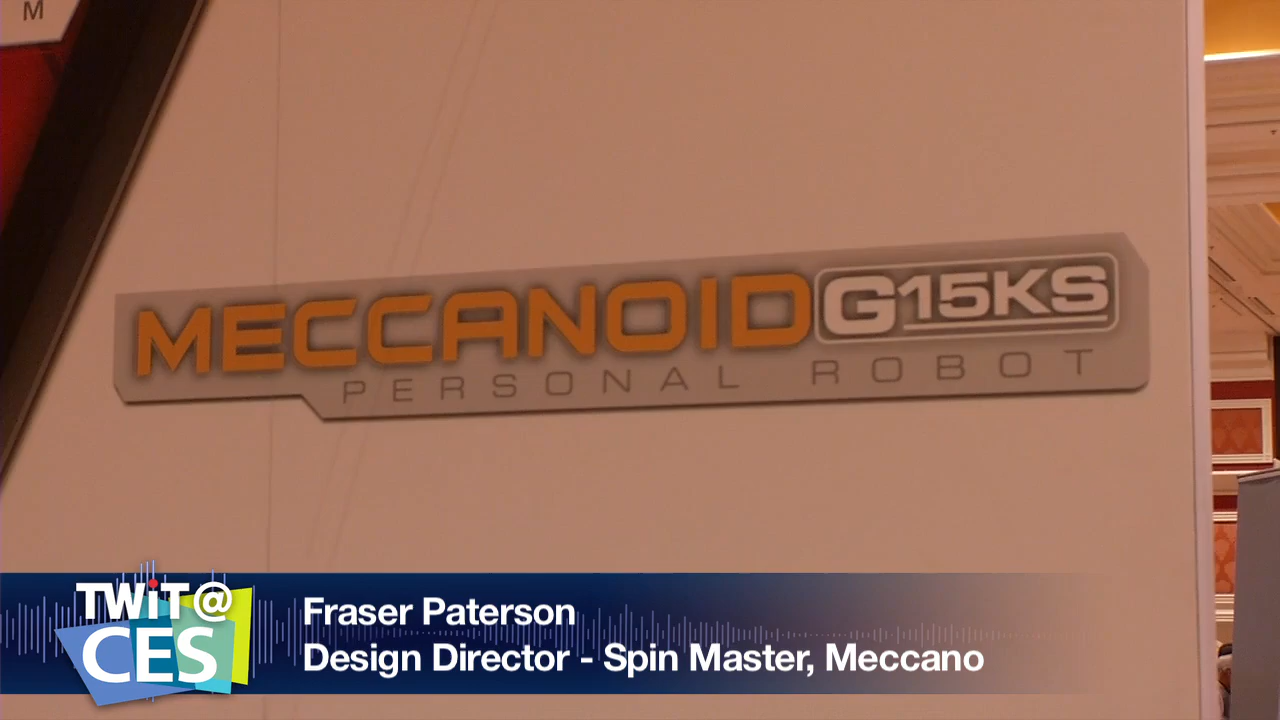 M
MECCANOID G15KS
PERSONAL ROBOT
TWiT@
CES
Fraser Paterson
Design Director - Spin Master, Meccano